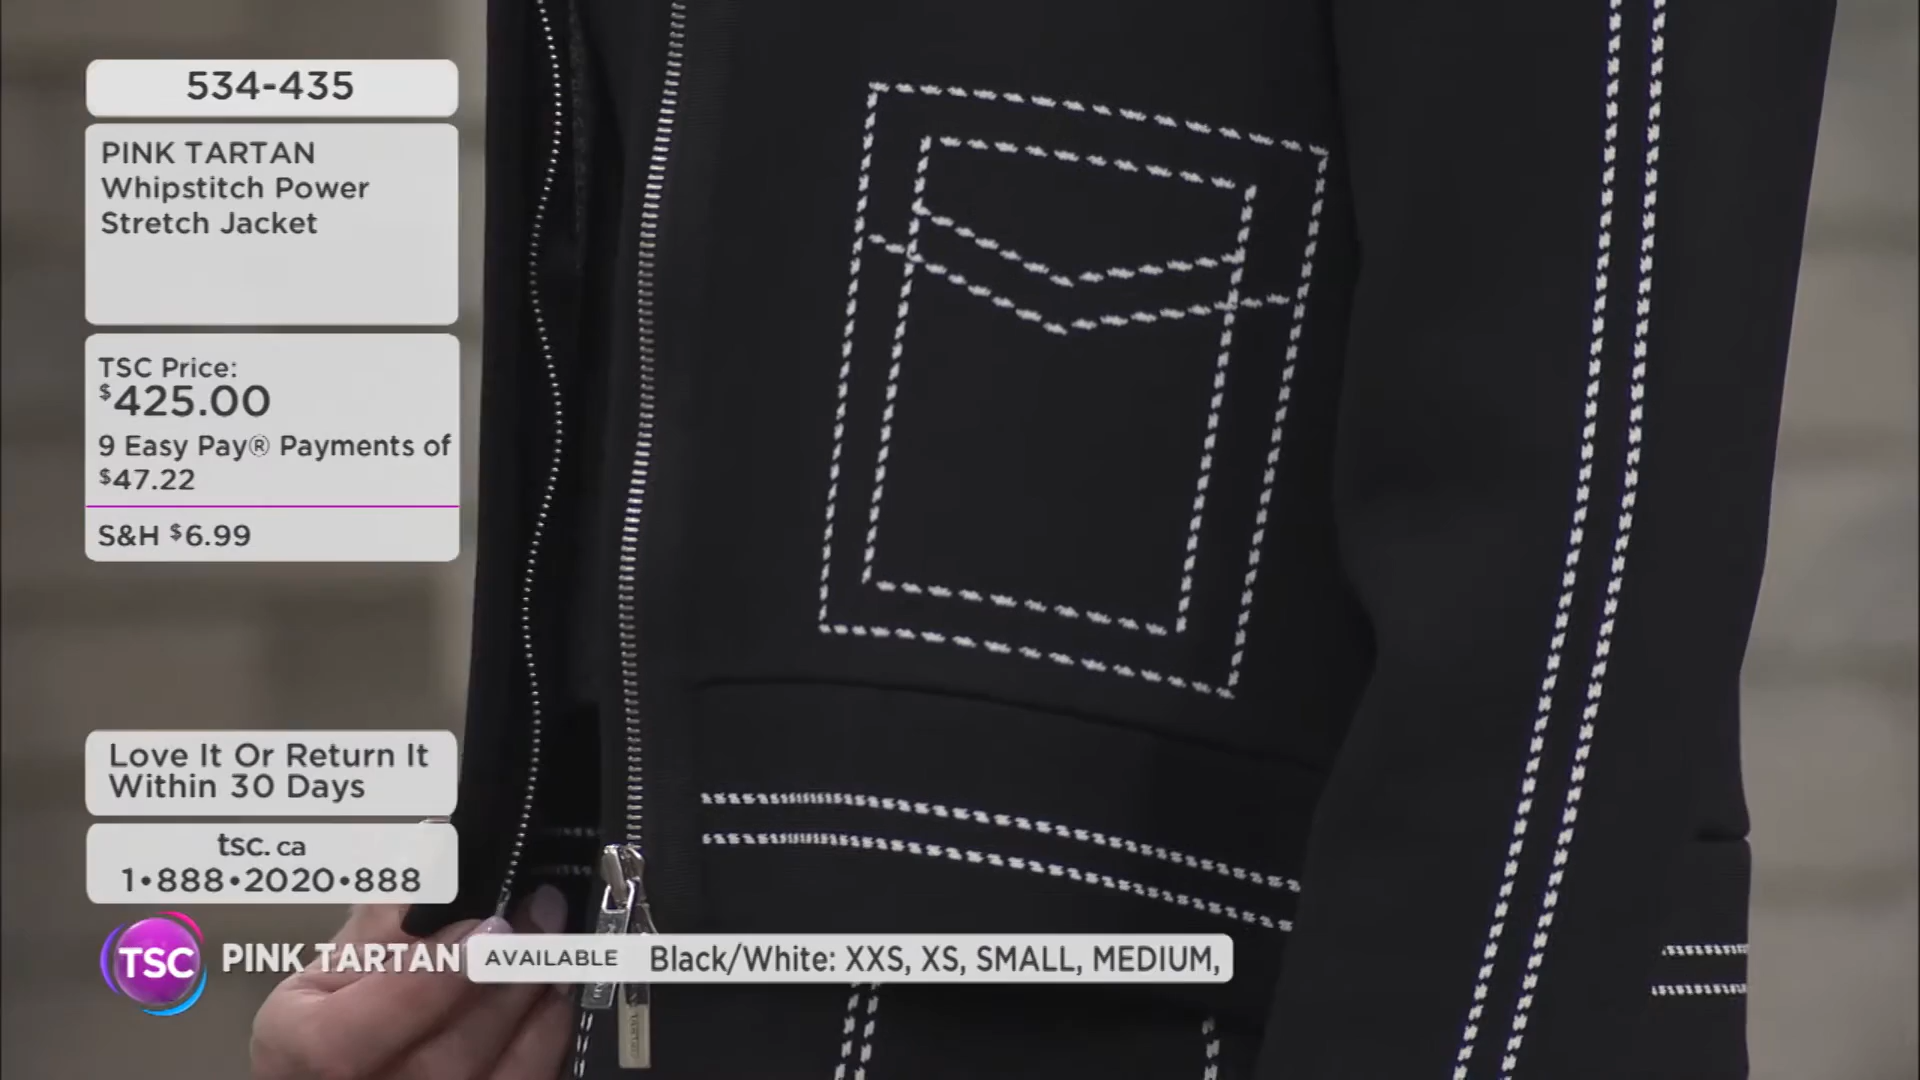 534-435
PINK TARTAN
Whipstitch Power
Stretch Jacket
TSC Price:
$425.00
9 Easy Pay® Payments of
$47.22
S&H $6.99
Love It Or Return It
Within 30 Days
tsc.ca
1•888•2020•888
TSC PINK TARTAN AVAILABLE Black/White: XXS, XS, SMALL, MEDIUM,